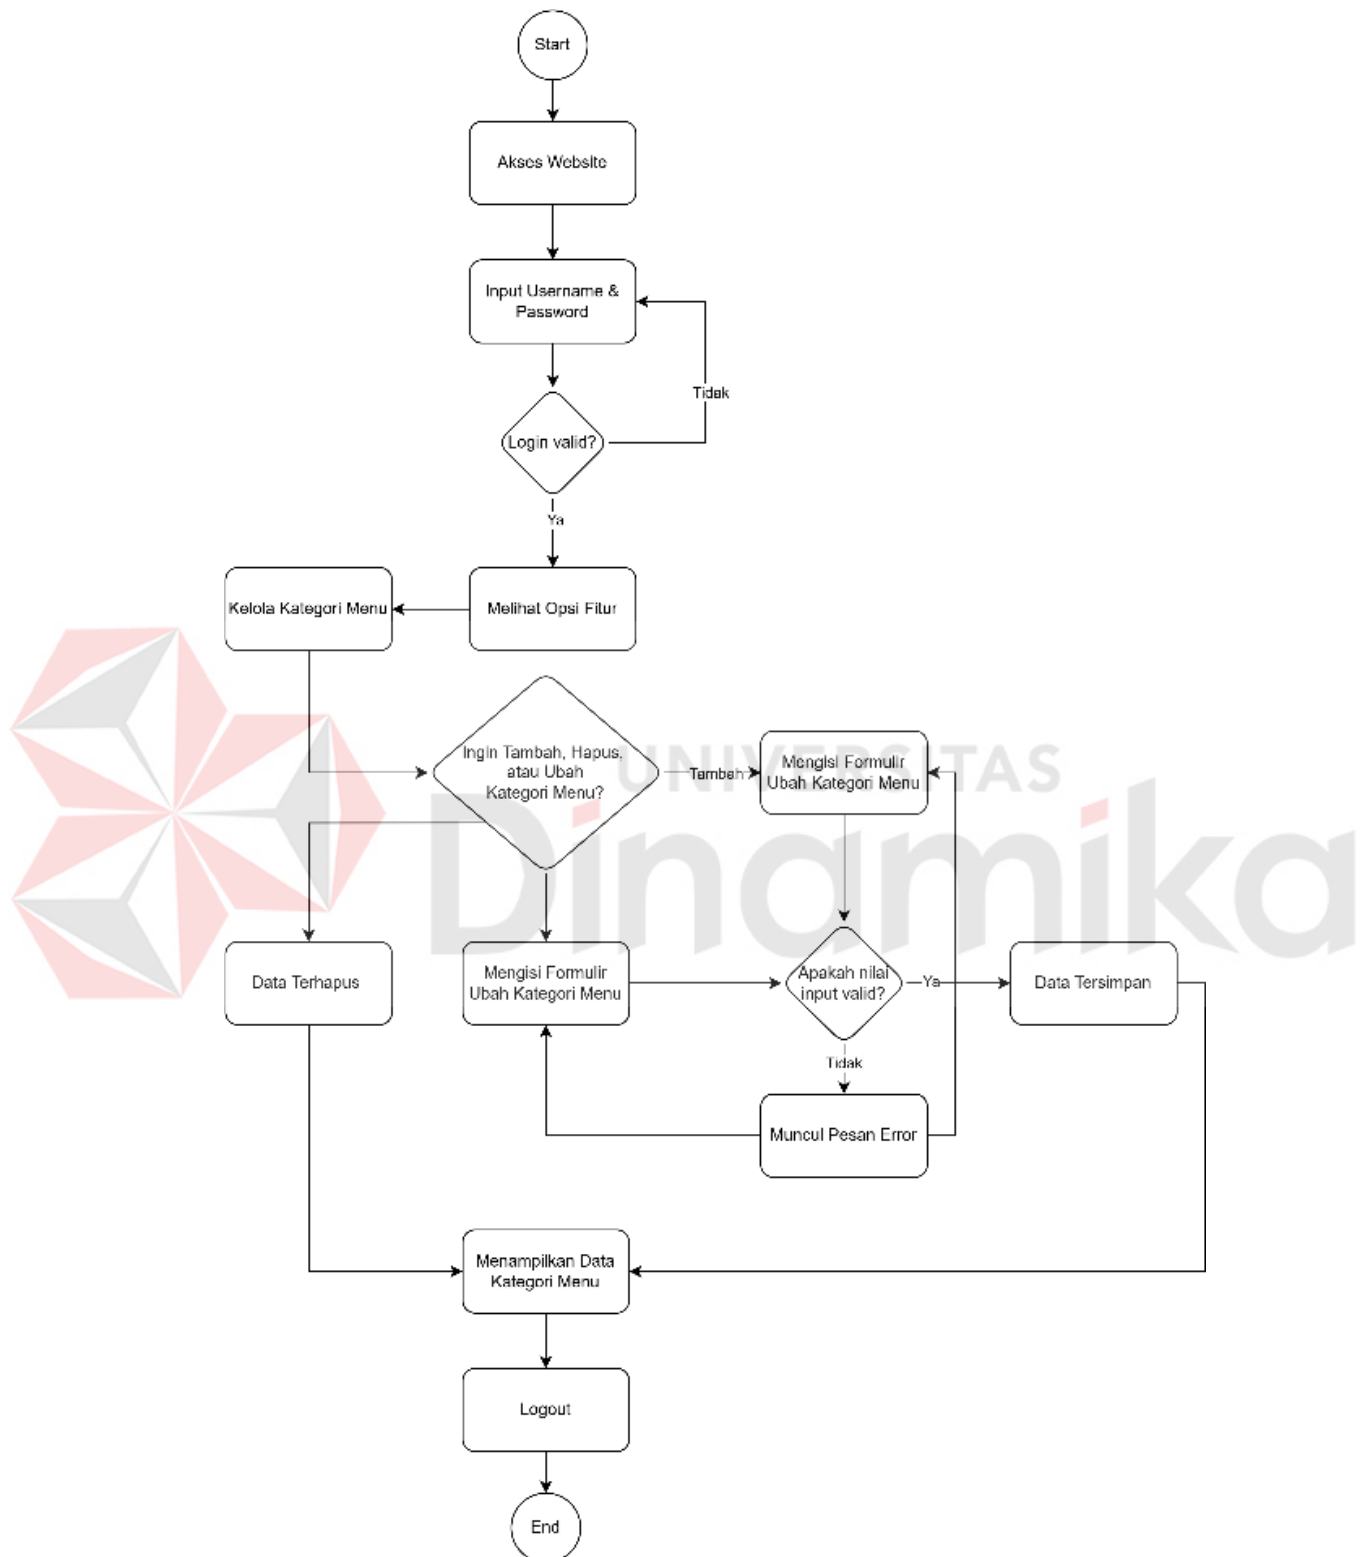 Start
Akses Website
Input Username &
Password
Tidak
Login valid?
Ya
Kelola Kategori Menu
Melihat Opsi Fitur
Ingin Tambah, Hapus,
atau Ubah
Kategori Menu?
Tambah
Mengisi Formulir
Ubah Kategori Menu
UNIVERSITAS
Dinamika
Data Terhapus
Mengisi Formulir
Ubah Kategori Menu
Apakah nilai
input valid?
Ya
Data Tersimpan
Tidak
Muncul Pesan Error
Menampilkan Data
Kategori Menu
Logout
End